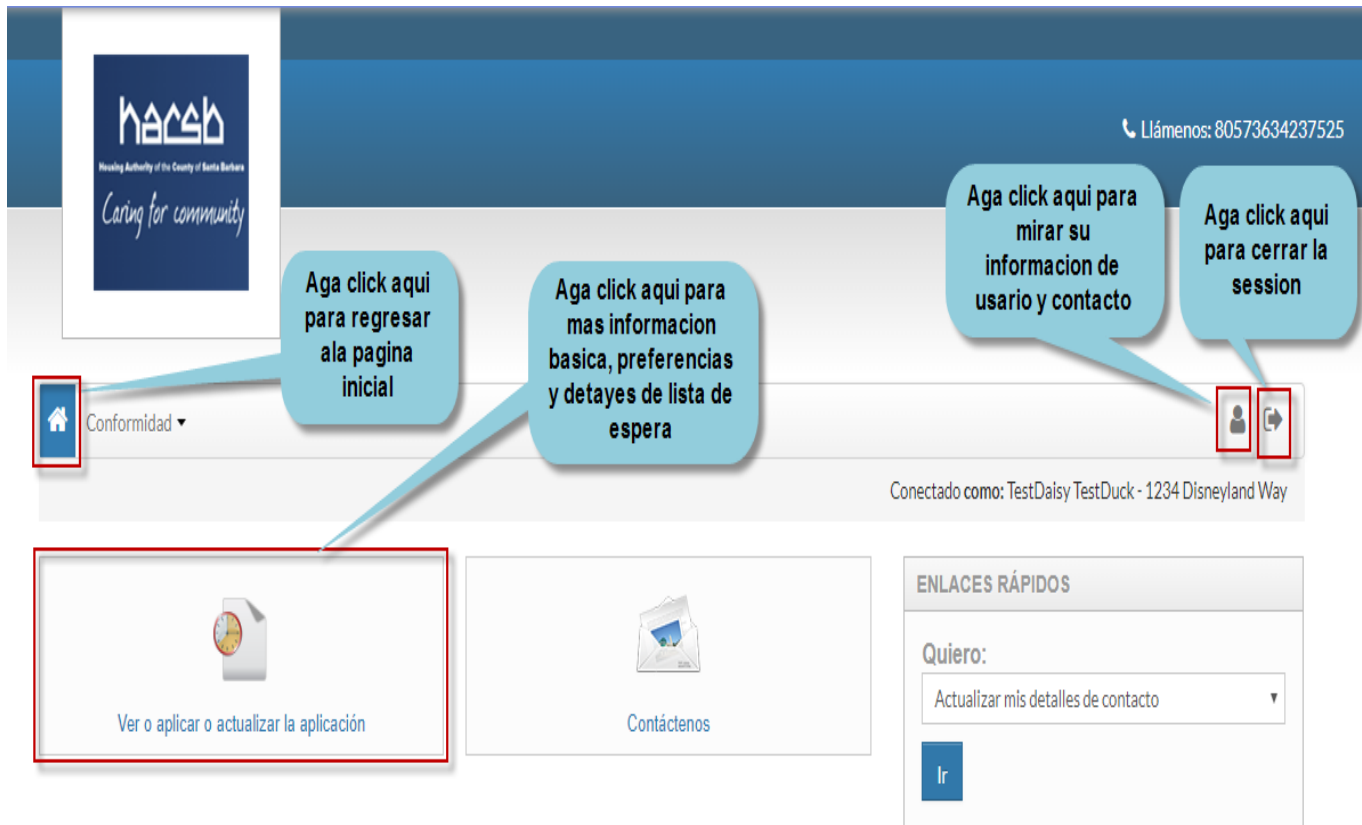 hacsb
Housing Authority of the County of Santa Barbara
Caring for community
Llámenos: 80573634237525
Aga click aqui para
mirar su
informacion de
usario y contacto
Aga click aqui
para cerrar la
session
Aga click aqui
para regresar
ala pagina
inicial
Aga click aqui para
mas informacion
basica, preferencias
y detayes de lista de
espera
Conformidad
Conectado como: TestDaisy TestDuck - 1234 Disneyland Way
Ver o aplicar o actualizar la aplicación
Contáctenos
ENLACES RÁPIDOS
Quiero:
Actualizar mis detalles de contacto
Ir